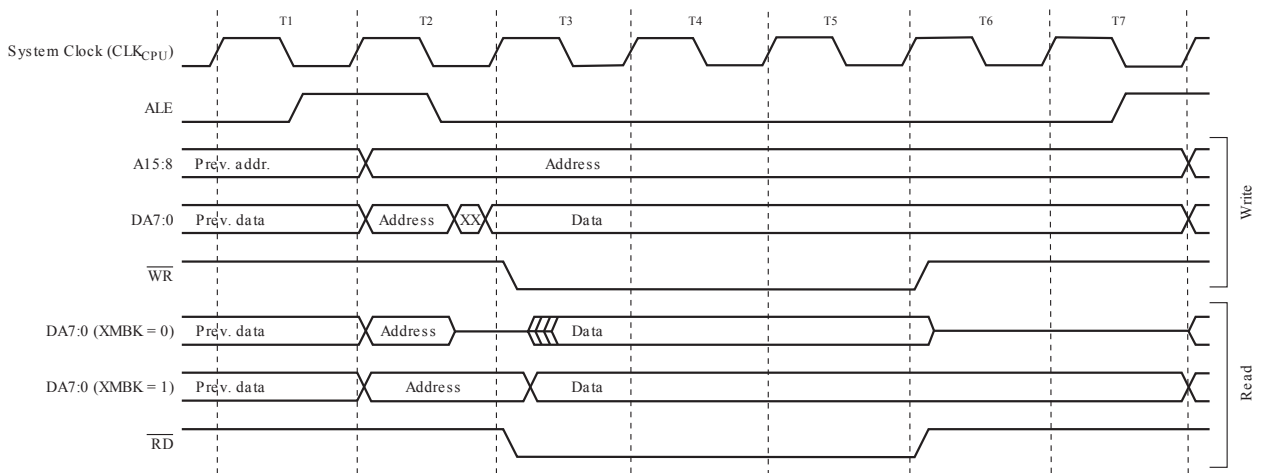 T1 T2 T3 T4 T5 T6 T7
System Clock (CLKCPU)
ALE
A15:8 Prev. addr. Address
DA7:0 Prev. data Address XX Data
WR
Write
DA7:0 (XMBK = 0) Prev. data Address Data
DA7:0 (XMBK = 1) Prev. data Address Data
RD
Read